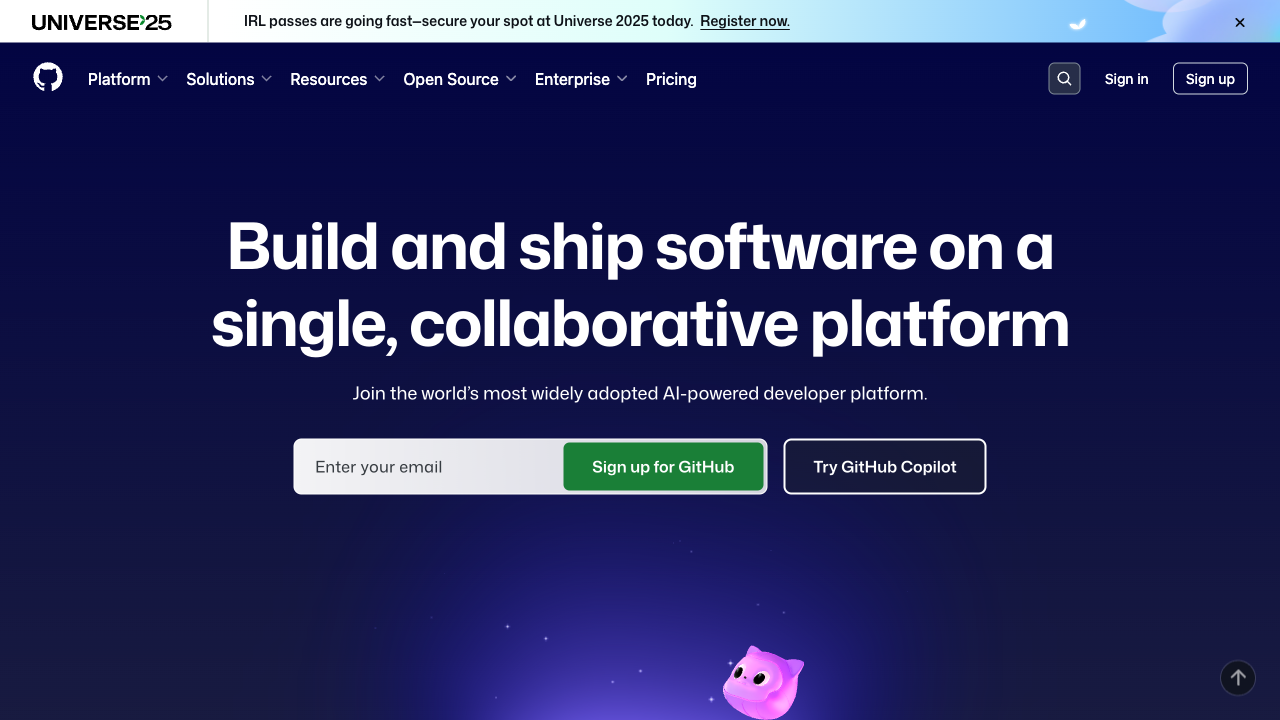 UNIVERSE'25
IRL passes are going fast—secure your spot at Universe 2025 today. Register now.
Platform Solutions Resources Open Source Enterprise Pricing
Sign in Sign up
Build and ship software on a
single, collaborative platform
Join the world’s most widely adopted AI-powered developer platform.
Enter your email Sign up for GitHub Try GitHub Copilot